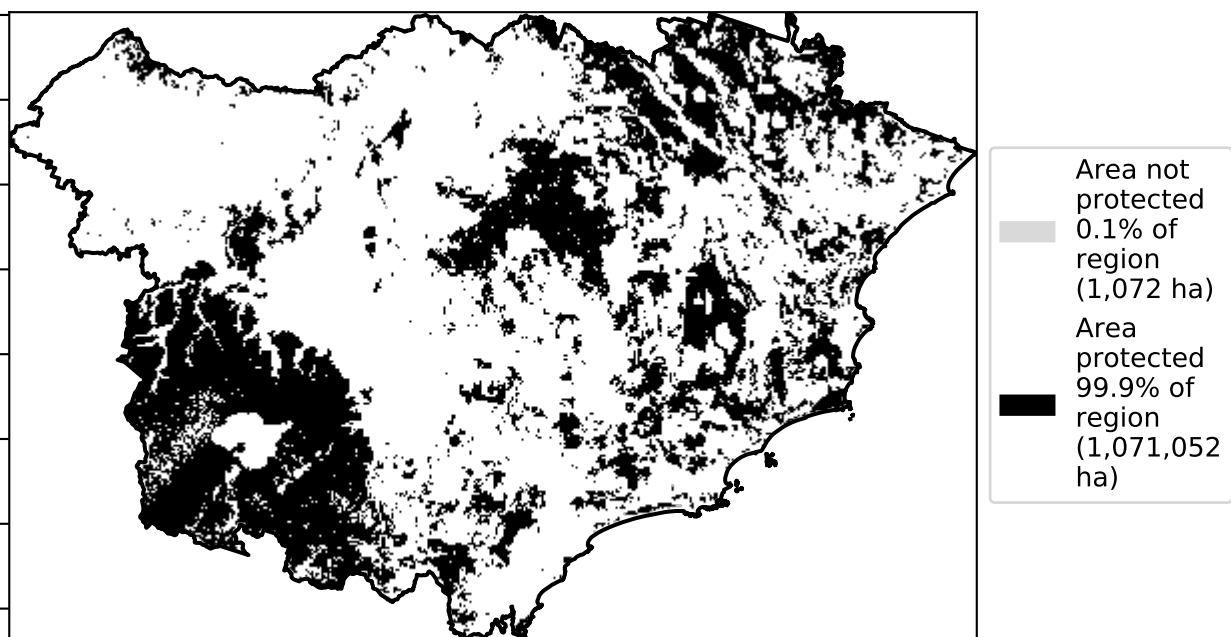 Area not
protected
0.1% of
region
(1,072 ha)
Area
protected
99.9% of
region
(1,071,052
ha)